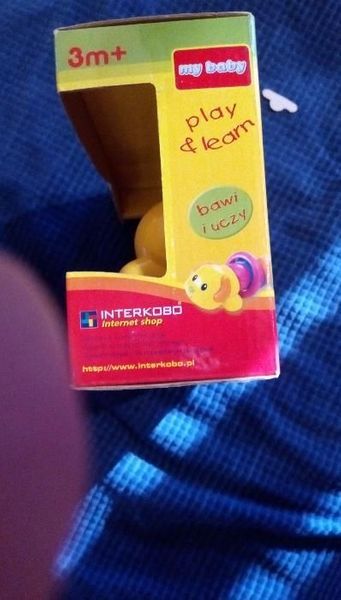 3m+
my baby
play
& learn
bawi
i uczy
INTERKOBO
Internet shop
http://www.interkobo.pl